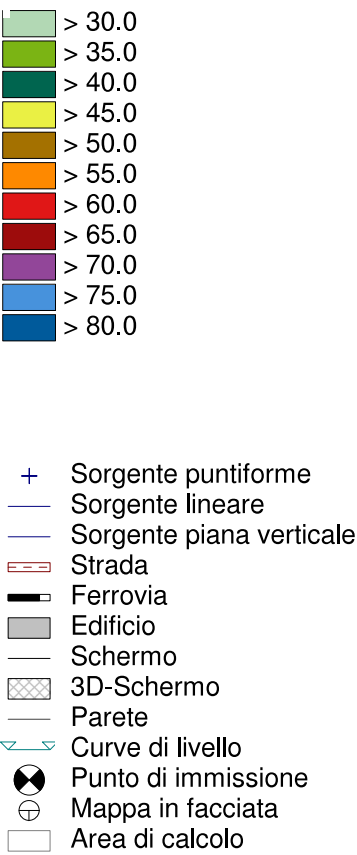 > 30.0
> 35.0
> 40.0
> 45.0
> 50.0
> 55.0
> 60.0
> 65.0
> 70.0
> 75.0
> 80.0
Sorgente puntiforme
Sorgente lineare
Sorgente piana verticale
Strada
Ferrovia
Edificio
Schermo
3D-Schermo
Parete
Curve di livello
Punto di immissione
Mappa in facciata
Area di calcolo